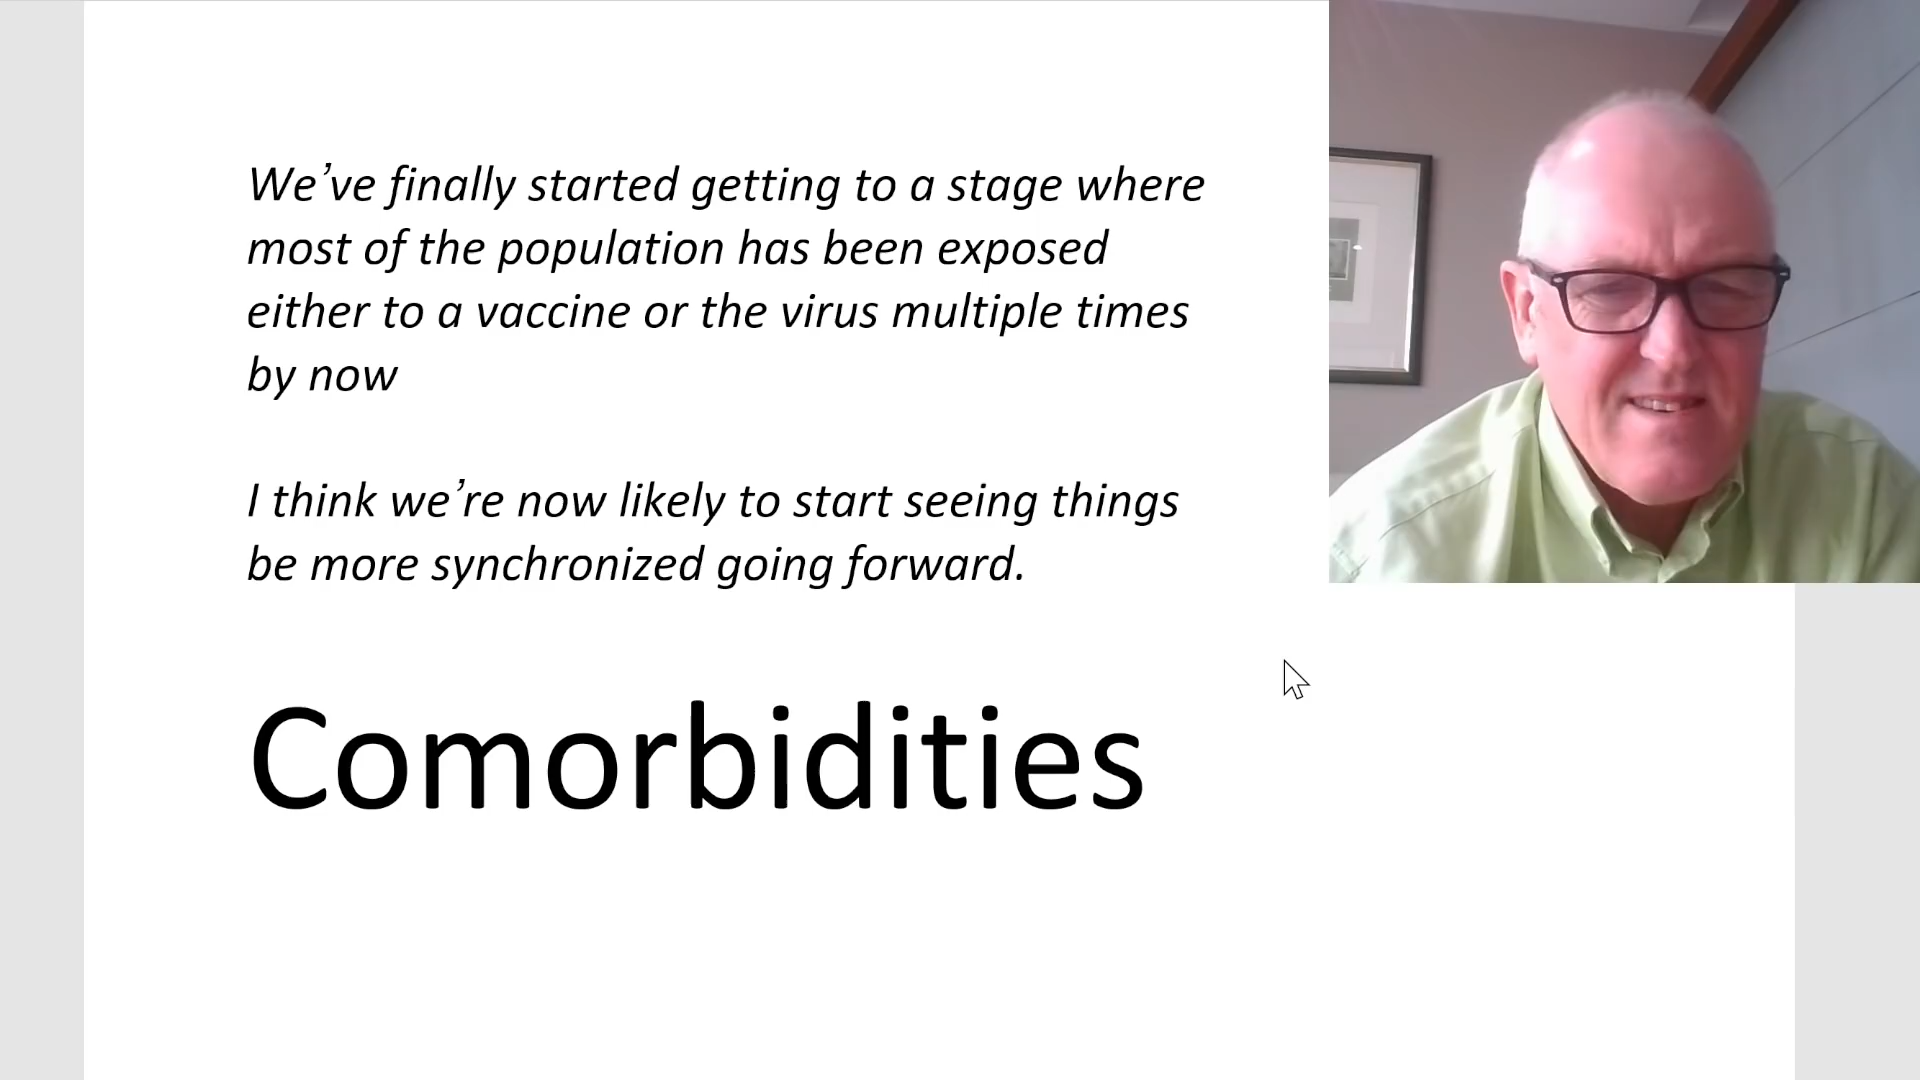 We’ve finally started getting to a stage where
most of the population has been exposed
either to a vaccine or the virus multiple times
by now
I think we’re now likely to start seeing things
be more synchronized going forward.
Comorbidities